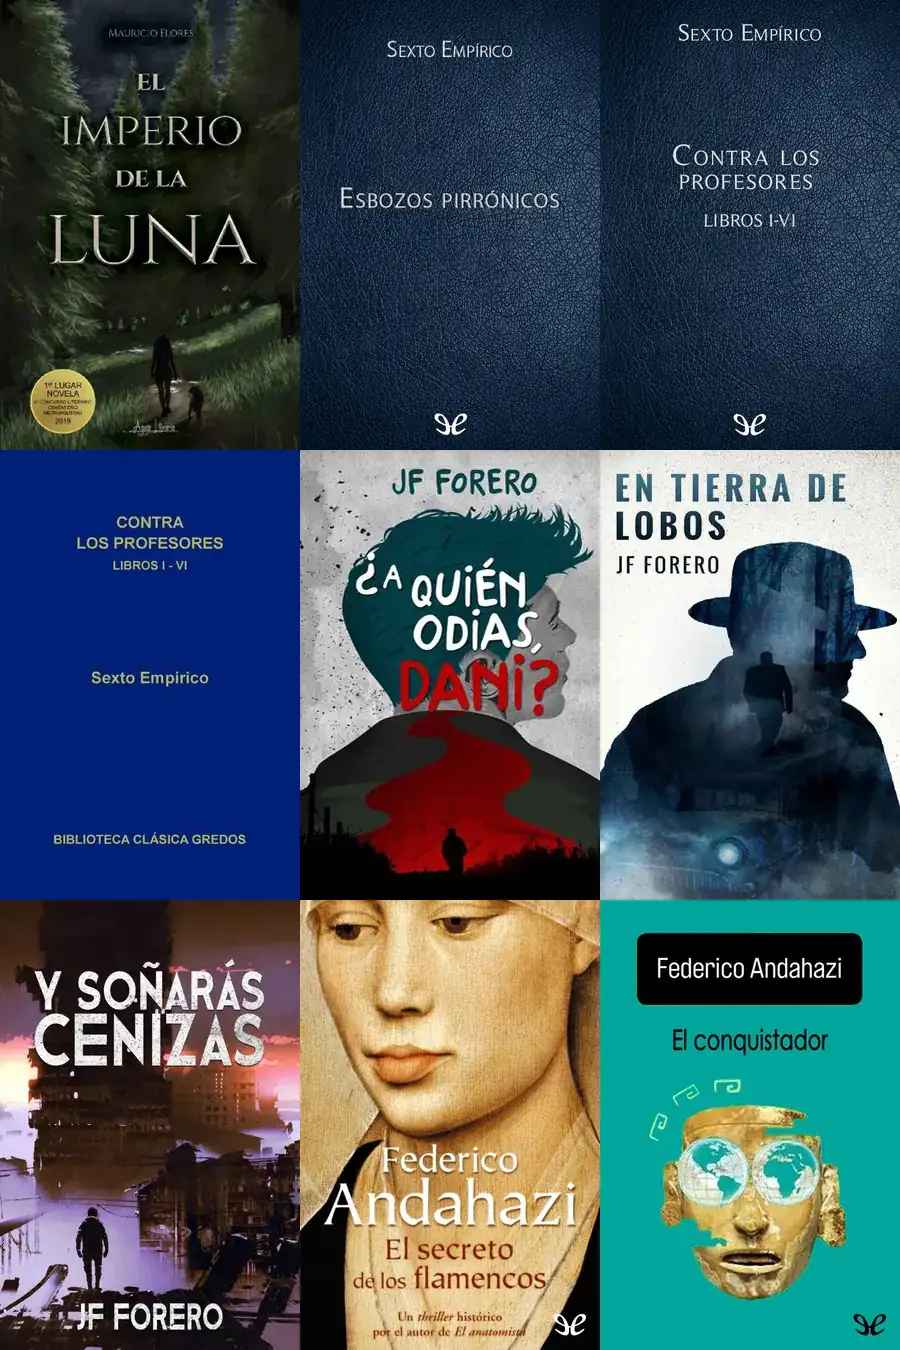 MAURICIO FLORES
EL
IMPERIO
DE LA
LUNA
1er LUGAR
NOVELA
METROPOLITANO
2019
SEXTO EMPÍRICO
ESBOZOS PIRRÓNICOS
SEXTO EMPÍRICO
CONTRA LOS
PROFESORES
LIBROS I-VI
CONTRA
LOS PROFESORES
LIBROS I - VI
Sexto Empírico
BIBLIOTECA CLÁSICA GREDOS
JF FORERO
¿A QUIÉN
ODIAS,
DANI?
EN TIERRA DE
LOBOS
JF FORERO
Y SOÑARÁS
CENIZAS
JF FORERO
Federico
Andahazi
El secreto
de los flamencos
Un thriller histórico
por el autor de El anatomista
Federico Andahazi
El conquistador